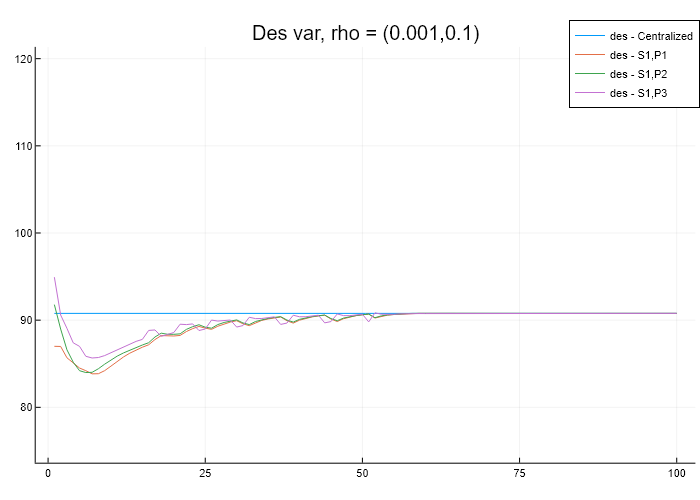 Des var, rho = (0.001,0.1)
des - Centralized
des - S1,P1
des - S1,P2
des - S1,P3
120
110
100
90
80
0 25 50 75 100